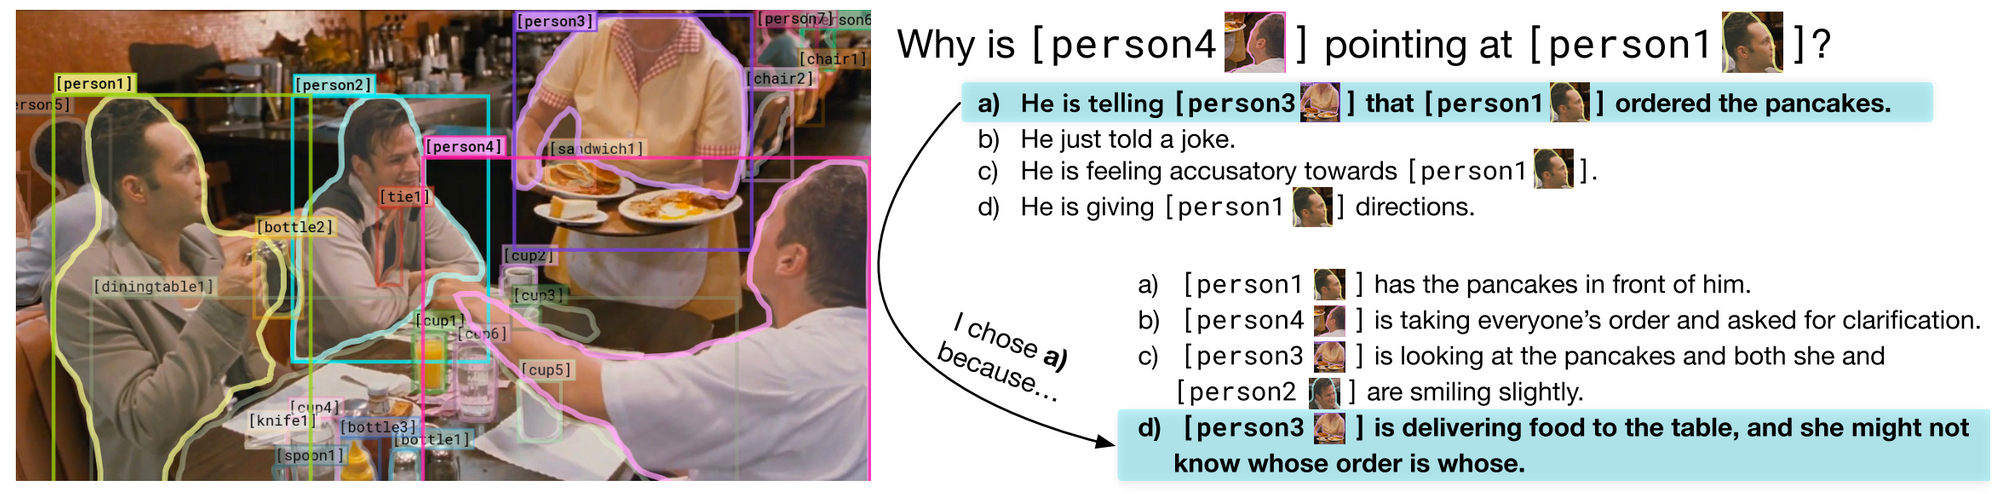 [person3]
[person7]
[person6
[chair1]
[person1]
[person2]
[chair2]
erson5]
[person4]
[sandwich1]
[tie1]
[bottle2]
[cup2]
[diningtable1]
[cup3]
[cup1]
[cup6]
[cup5]
[cup4]
[knife1]
[bottle3]
[bottle1]
[spoon1]
Why is [person4 ] pointing at [person1 ]?
a) He is telling [person3 ] that [person1 ] ordered the pancakes.
b) He just told a joke.
c) He is feeling accusatory towards [person1 ].
d) He is giving [person1 ] directions.
I chose a)
because...
a) [person1 ] has the pancakes in front of him.
b) [person4 ] is taking everyone's order and asked for clarification.
c) [person3 ] is looking at the pancakes and both she and
[person2 ] are smiling slightly.
d) [person3 ] is delivering food to the table, and she might not
know whose order is whose.